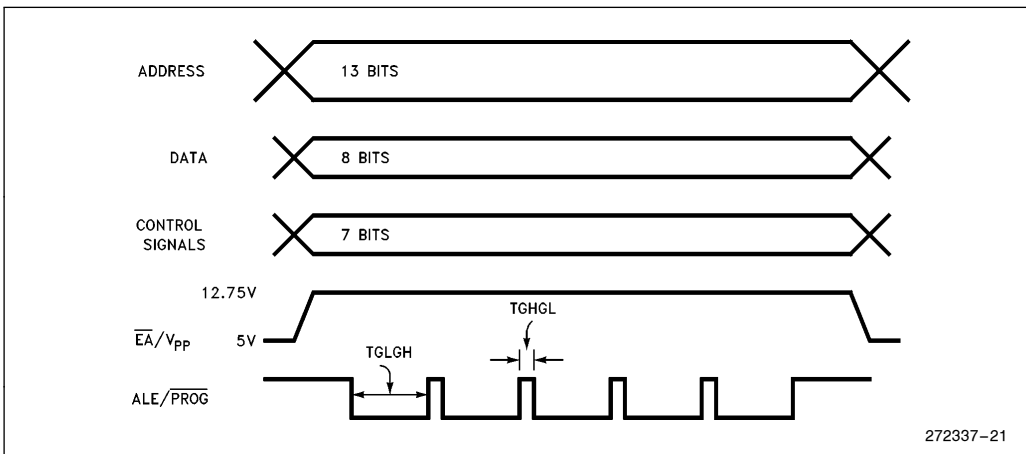 ADDRESS
13 BITS
DATA
8 BITS
CONTROL
SIGNALS
7 BITS
12.75V
TGHGL
EA/VPP
5V
TGLGH
ALE/PROG
272337-21